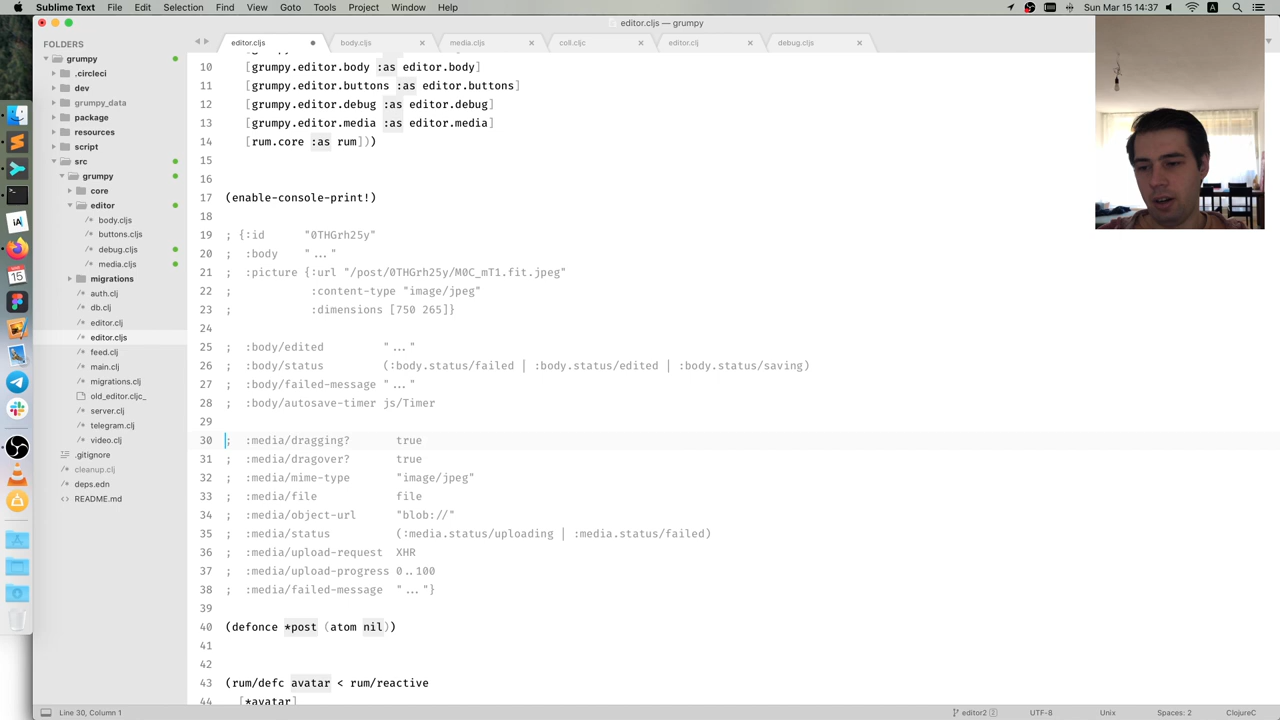 Sublime Text File Edit Selection Find View Goto Tools Project Window Help
Sun 15 Mar 14:37
editor.cljs — grumpy
editor.cljs body.cljs media.cljs coll.cljc editor.clj debug.cljs
FOLDERS
grumpy
.circleci
dev
grumpy_data
package
resources
script
src
grumpy
core
editor
body.cljs
buttons.cljs
debug.cljs
media.cljs
migrations
auth.clj
db.clj
editor.clj
editor.cljs
feed.clj
main.clj
migrations.clj
old_editor.cljc_
server.clj
telegram.clj
video.clj
.gitignore
cleanup.clj
deps.edn
README.md
10 [grumpy.editor.body :as editor.body]
11 [grumpy.editor.buttons :as editor.buttons]
12 [grumpy.editor.debug :as editor.debug]
13 [grumpy.editor.media :as editor.media]
14 [rum.core :as rum]))
15
16
17 (enable-console-print!)
18
19 ; {:id "0THGrh25y"
20 ; :body "..."
21 ; :picture {:url "/post/0THGrh25y/M0C_mT1.fit.jpeg"
22 ; :content-type "image/jpeg"
23 ; :dimensions [750 265]}
24
25 ; :body/edited "..."
26 ; :body/status (:body.status/failed | :body.status/edited | :body.status/saving)
27 ; :body/failed-message "..."
28 ; :body/autosave-timer js/Timer
29
30 ; :media/dragging? true
31 ; :media/dragover? true
32 ; :media/mime-type "image/jpeg"
33 ; :media/file file
34 ; :media/object-url "blob://"
35 ; :media/status (:media.status/uploading | :media.status/failed)
36 ; :media/upload-request XHR
37 ; :media/upload-progress 0..100
38 ; :media/failed-message "..."}
39
40 (defonce *post (atom nil))
41
42
43 (rum/defc avatar < rum/reactive
44 [*avatar]
Line 30, Column 1 editor2 2 UTF-8 Unix Spaces: 2 ClojureC